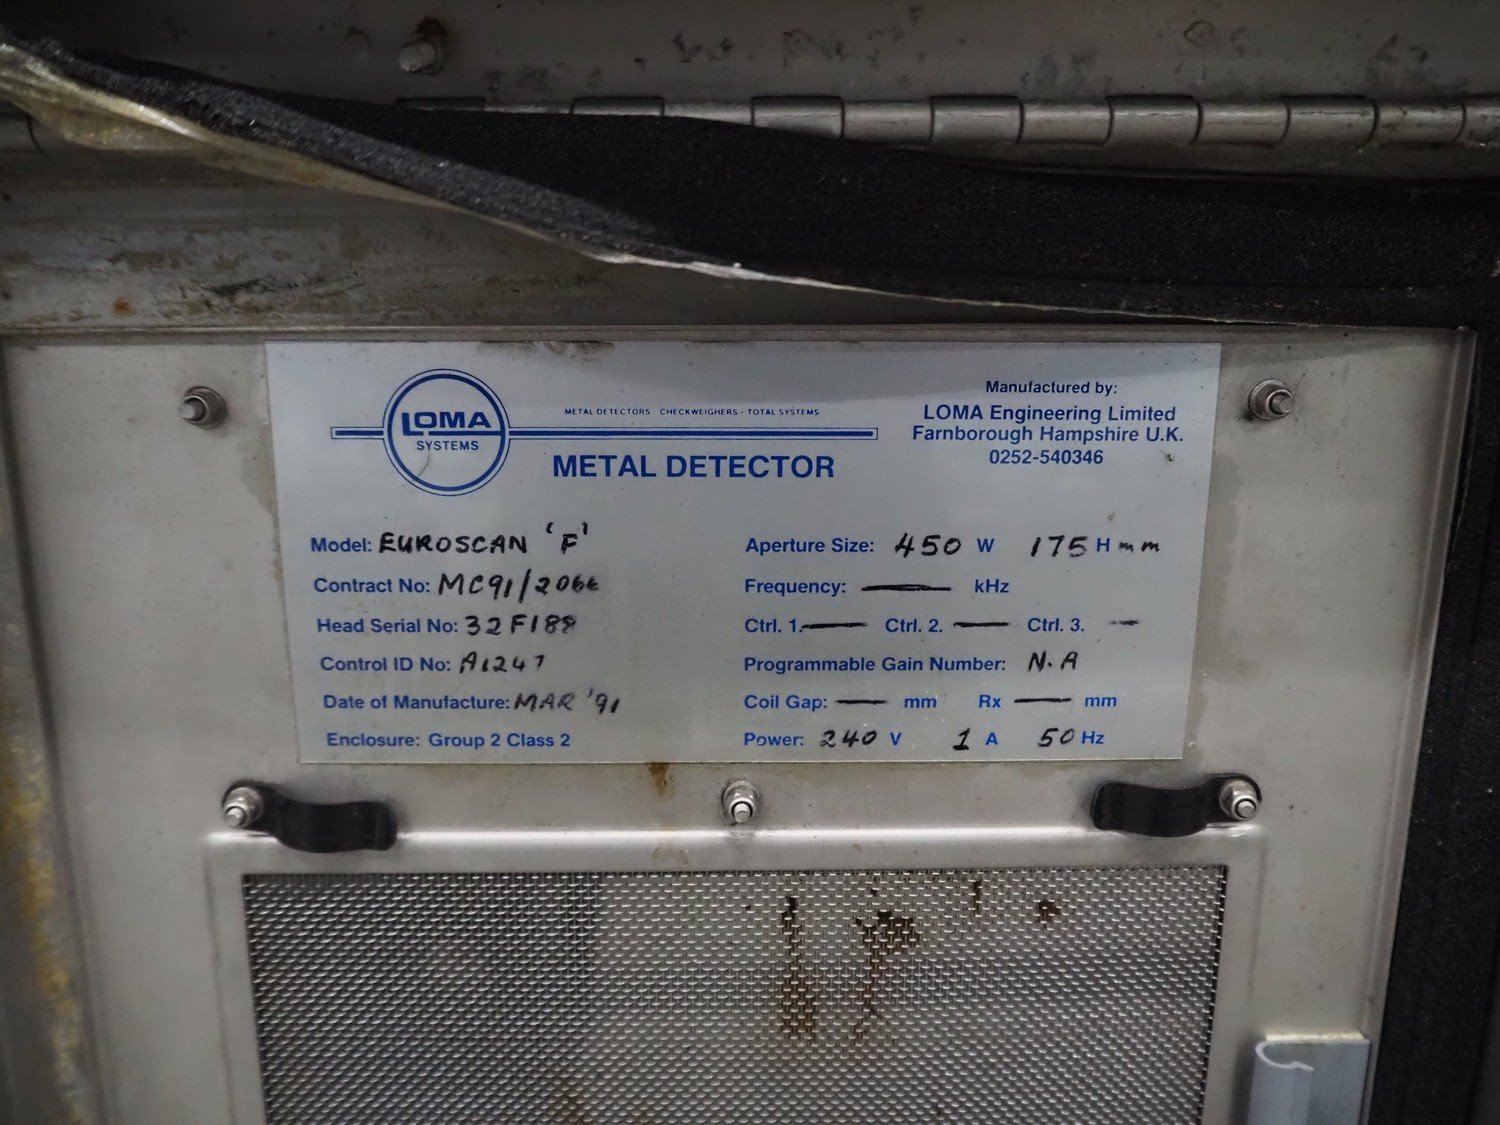 LOMA
SYSTEMS
METAL DETECTORS CHECKWEIGHERS · TOTAL SYSTEMS
METAL DETECTOR
Manufactured by:
LOMA Engineering Limited
Farnborough Hampshire U.K.
0252-540346
Model: EUROSCAN 'F'
Contract No:
Head Serial No: 32F188
Control ID No: A1247
Date of Manufacture: MAR '91
Enclosure: Group 2 Class 2
Aperture Size: 450 W 175 H mm
Frequency: — kHz
Ctrl. 1. — Ctrl. 2. — Ctrl. 3. —
Programmable Gain Number: N.A
Coil Gap: — mm Rx — mm
Power: 240 V 1 A 50 Hz